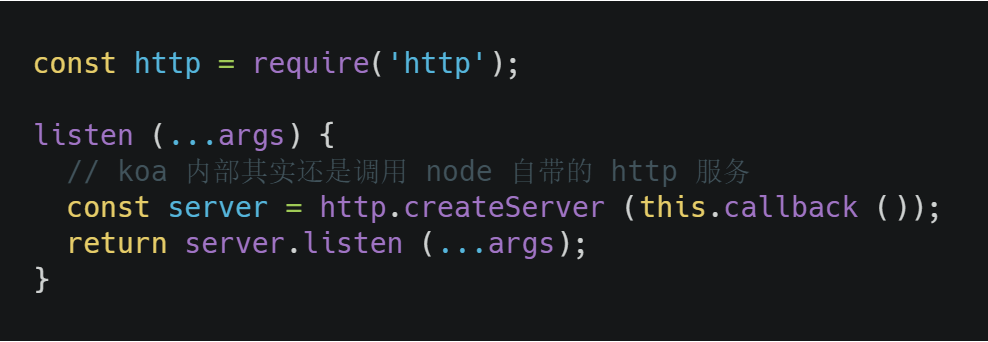 const http = require('http');
listen (...args) {
// koa 内部其实还是调用 node 自带的 http 服务
const server = http.createServer (this.callback ());
return server.listen (...args);
}